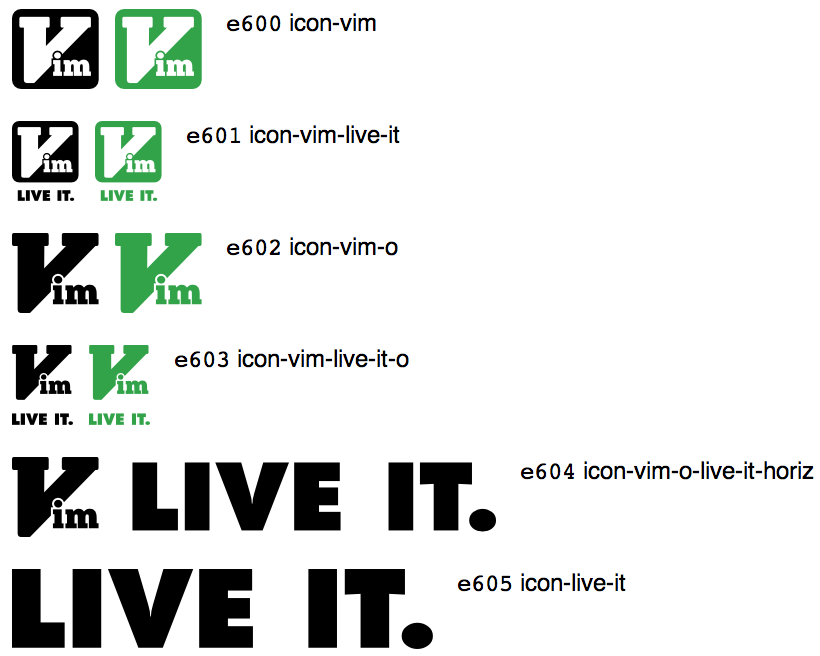 Vim Vim e600 icon-vim
Vim Vim e601 icon-vim-live-it
LIVE IT. LIVE IT.
Vim Vim e602 icon-vim-o
Vim Vim e603 icon-vim-live-it-o
LIVE IT. LIVE IT.
Vim LIVE IT. e604 icon-vim-o-live-it-horiz
LIVE IT. e605 icon-live-it